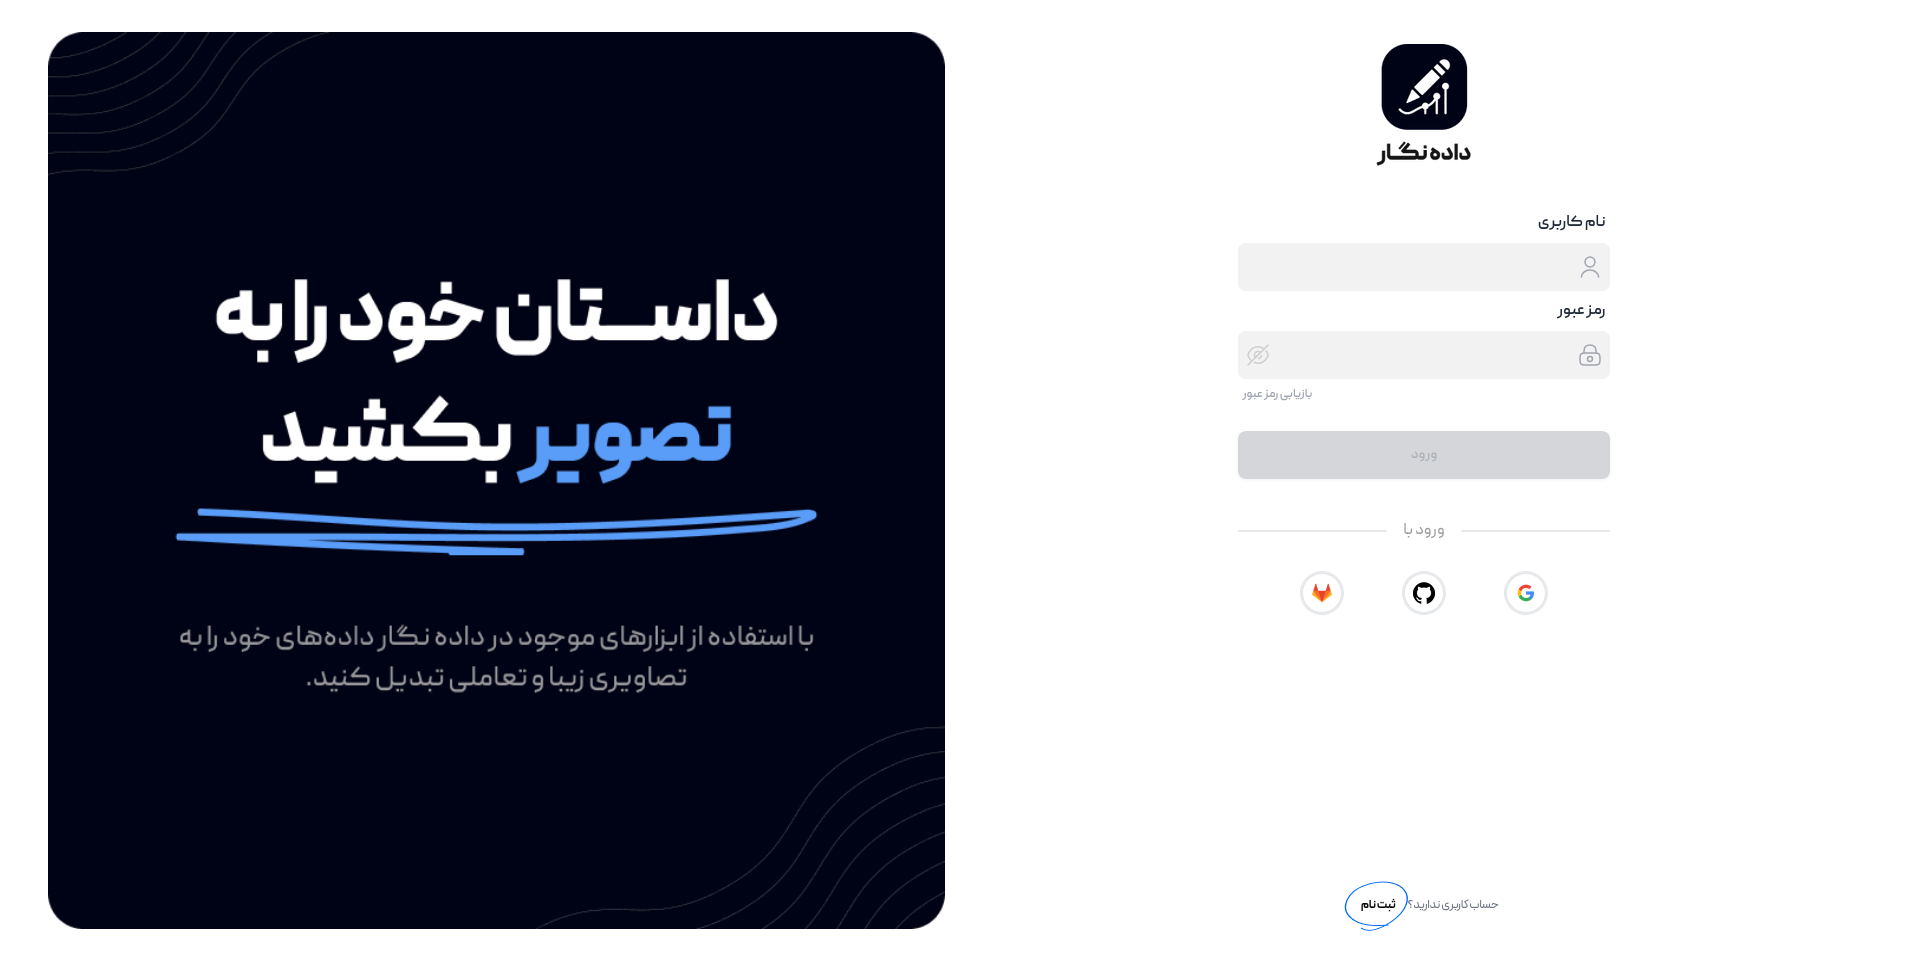 داده نگار
نام کاربری
رمز عبور
بازیابی رمز عبور
ورود
ورود با
حساب کاربری ندارید؟ ثبت نام
داستان خود را به
تصویر بکشید
با استفاده از ابزارهای موجود در داده نگار داده‌های خود را به
تصاویری زیبا و تعاملی تبدیل کنید.